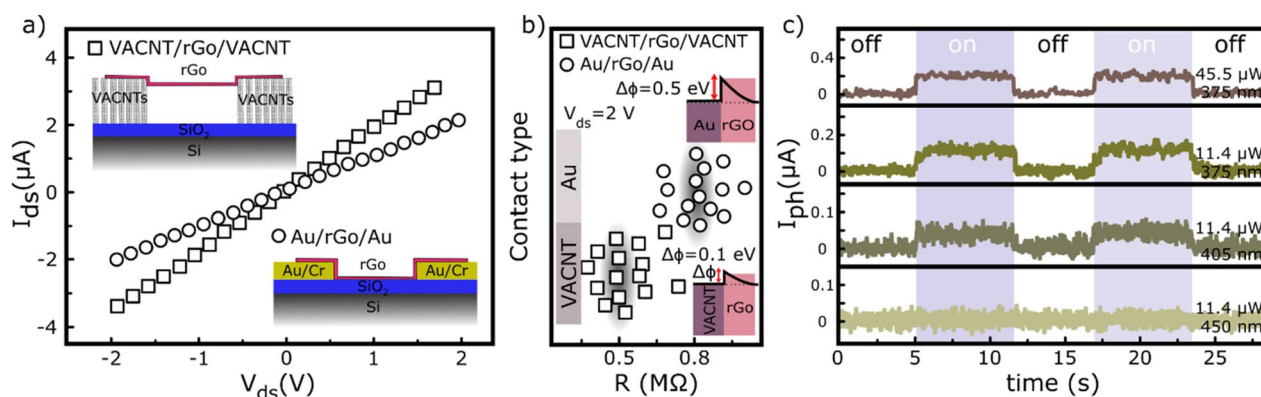 a)
VACNT/rGo/VACNT
rGo
VACNTs
VACNTs
SiO2
Si
Au/rGo/Au
rGo
Au/Cr
Au/Cr
SiO2
Si
Ids(µA)
4
2
0
-2
-4
-2
-1
0
1
2
Vds(V)
b)
VACNT/rGo/VACNT
Au/rGo/Au
Δϕ=0.5 eV
Vds=2 V
Au
rGO
Contact type
Au
VACNT
Δϕ=0.1 eV
Δϕ
VACNT
rGo
0.5
0.8
R (MΩ)
c)
off
on
off
on
off
0.4
0
45.5 µW
375 nm
0.2
0
11.4 µW
375 nm
Iph(µA)
0.1
0
11.4 µW
405 nm
0.1
0
11.4 µW
450 nm
0
5
10
15
20
25
time (s)